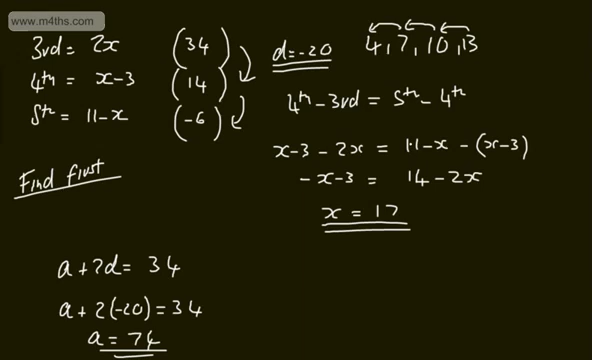 www.m4ths.com
3rd = 2x (34)
4th = x-3 (14)
5th = 11-x (-6)
d=-20
4,7,10,13
4th-3rd = 5th-4th
x-3-2x = 11-x-(x-3)
-x-3 = 14-2x
x = 17
Find first
a+2d = 34
a+2(-20)=34
a = 74